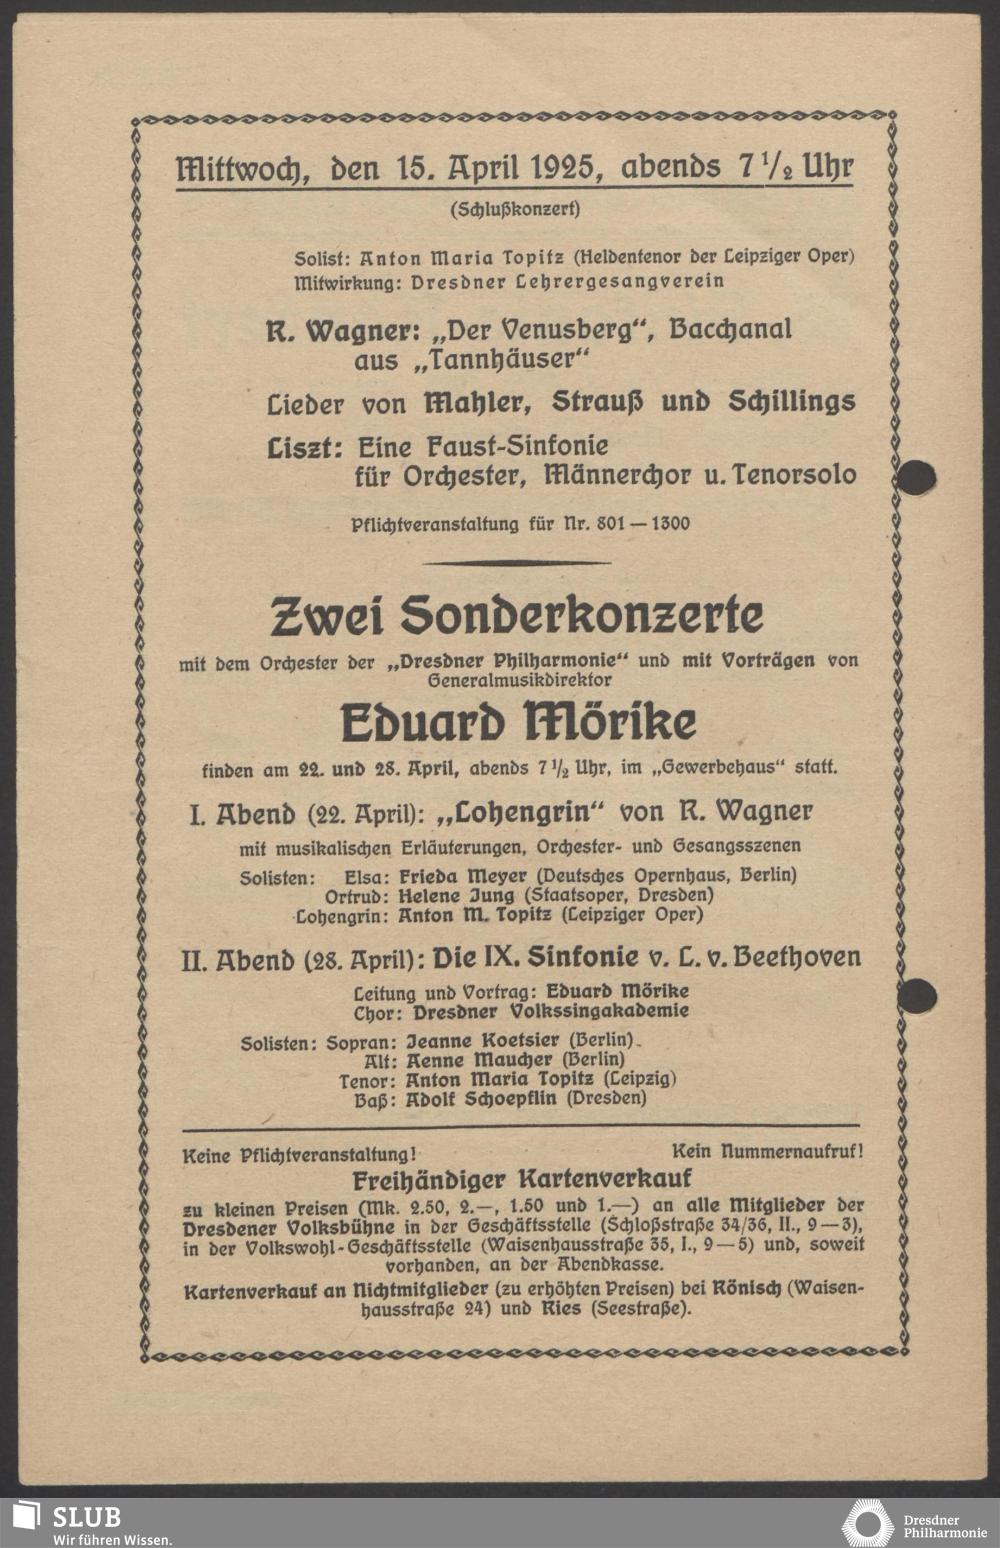 Mittwoch, den 15. April 1925, abends 7 1/2 Uhr
(Schlußkonzert)
Solist: Anton Maria Topitz (Heldentenor der Leipziger Oper)
Mitwirkung: Dresdner Lehrergesangverein
R. Wagner: „Der Venusberg“, Bacchanal
aus „Tannhäuser“
Lieder von Mahler, Strauß und Schillings
Liszt: Eine Faust-Sinfonie
für Orchester, Männerchor u. Tenorsolo
Pflichtveranstaltung für Nr. 801 — 1300
Zwei Sonderkonzerte
mit dem Orchester der „Dresdner Philharmonie“ und mit Vorträgen von
Generalmusikdirektor
Eduard Mörike
finden am 22. und 28. April, abends 7 1/2 Uhr, im „Gewerbehaus“ statt.
I. Abend (22. April): „Lohengrin“ von R. Wagner
mit musikalischen Erläuterungen, Orchester- und Gesangsszenen
Solisten: Elsa: Frieda Meyer (Deutsches Opernhaus, Berlin)
Ortrud: Helene Jung (Staatsoper, Dresden)
Lohengrin: Anton M. Topitz (Leipziger Oper)
II. Abend (28. April): Die IX. Sinfonie v. L. v. Beethoven
Leitung und Vortrag: Eduard Mörike
Chor: Dresdner Volkssingakademie
Solisten: Sopran: Jeanne Koetsier (Berlin)
Alt: Aenne Maucher (Berlin)
Tenor: Anton Maria Topitz (Leipzig)
Baß: Adolf Schoepflin (Dresden)
Keine Pflichtveranstaltung! Kein Nummernaufruf!
Freihändiger Kartenverkauf
zu kleinen Preisen (Mk. 2.50, 2.—, 1.50 und 1.—) an alle Mitglieder der
Dresdener Volksbühne in der Geschäftsstelle (Schloßstraße 34/36, II., 9 — 3),
in der Volkswohl-Geschäftsstelle (Waisenhausstraße 35, I., 9 — 5) und, soweit
vorhanden, an der Abendkasse.
Kartenverkauf an Nichtmitglieder (zu erhöhten Preisen) bei Rönisch (Waisen-
hausstraße 24) und Ries (Seestraße).
SLUB
Wir führen Wissen.
Dresdner
Philharmonie